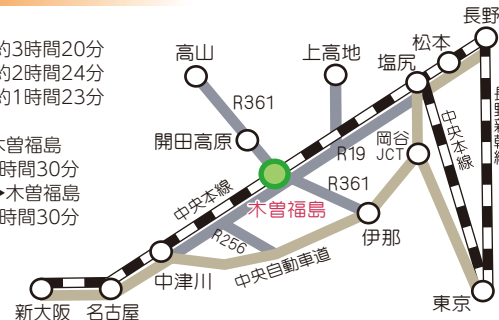 約3時間20分
約2時間24分
約1時間23分
木曽福島
時間30分
木曽福島
時間30分
長野
松本
塩尻
上高地
高山
R361
開田高原
R19
岡谷
JCT
中央本線
長野新幹線
中央本線
木曽福島
R361
伊那
R256
中央自動車道
中津川
新大阪
名古屋
東京